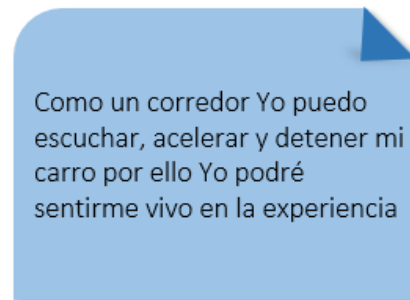 Como un corredor Yo puedo
escuchar, acelerar y detener mi
carro por ello Yo podré
sentirme vivo en la experiencia